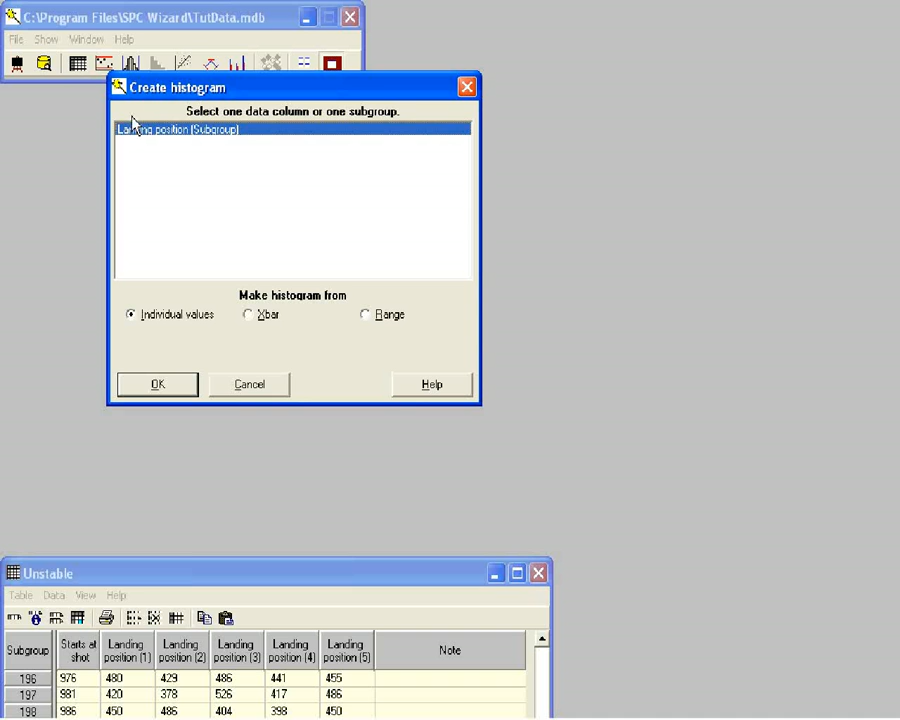 C:\Program Files\SPC Wizard\TutData.mdb
File Show Window Help
Create histogram
Select one data column or one subgroup.
Landing position (Subgroup)
Make histogram from
Individual values Xbar Range
OK Cancel Help
Unstable
Table Data View Help
Subgroup Starts at shot Landing position (1) Landing position (2) Landing position (3) Landing position (4) Landing position (5) Note
196 976 480 429 486 441 455
197 981 420 378 526 417 486
198 986 450 486 404 398 450